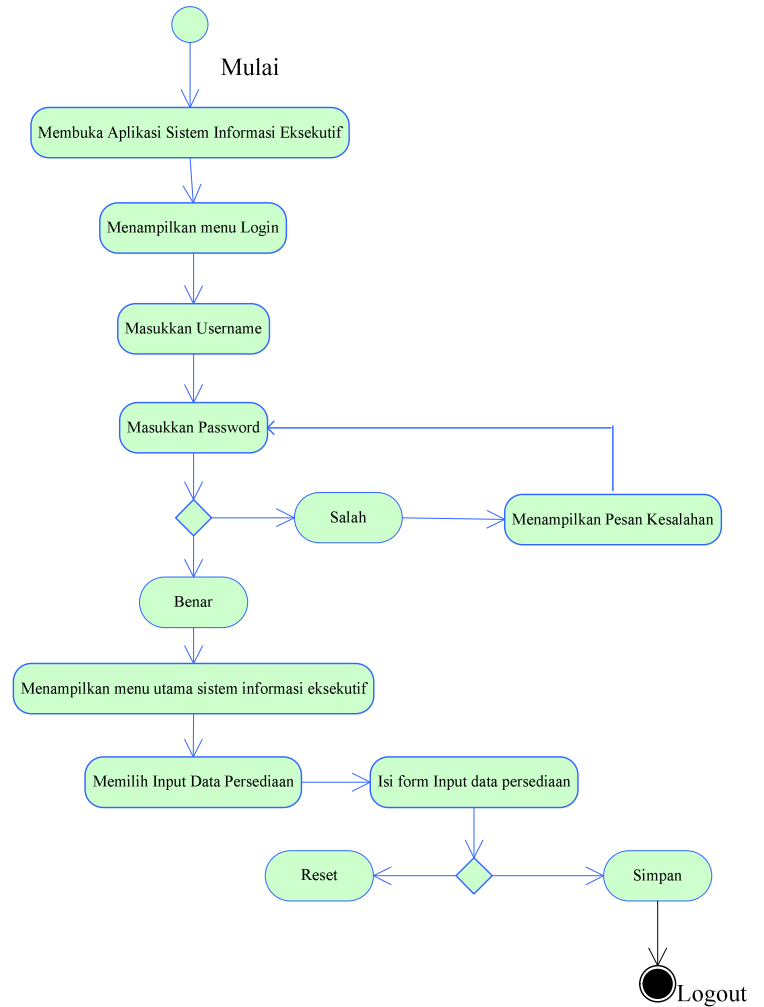 Mulai
Membuka Aplikasi Sistem Informasi Eksekutif
Menampilkan menu Login
Masukkan Username
Masukkan Password
Salah
Menampilkan Pesan Kesalahan
Benar
Menampilkan menu utama sistem informasi eksekutif
Memilih Input Data Persediaan
Isi form Input data persediaan
Reset
Simpan
Logout